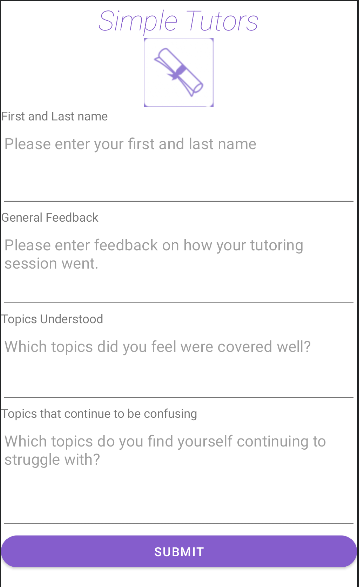 Simple Tutors
First and Last name
Please enter your first and last name
General Feedback
Please enter feedback on how your tutoring
session went.
Topics Understood
Which topics did you feel were covered well?
Topics that continue to be confusing
Which topics do you find yourself continuing to
struggle with?
SUBMIT